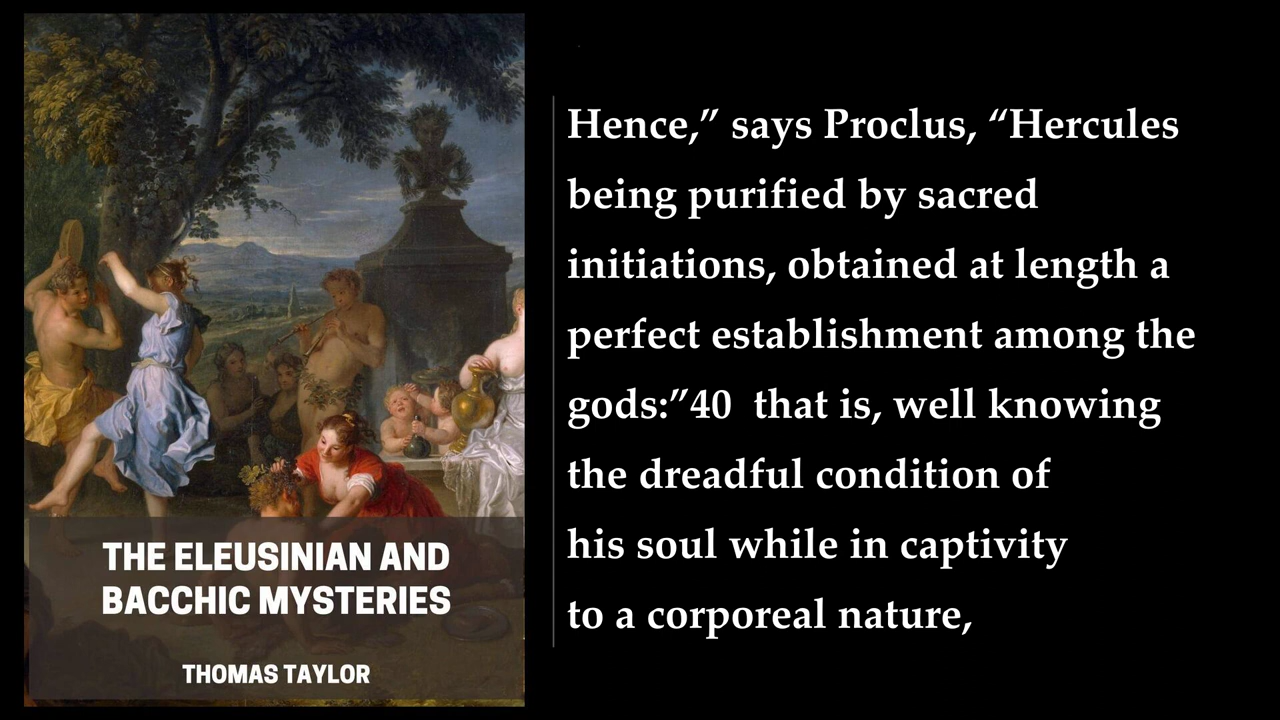 THE ELEUSINIAN AND
BACCHIC MYSTERIES
THOMAS TAYLOR
Hence,” says Proclus, “Hercules
being purified by sacred
initiations, obtained at length a
perfect establishment among the
gods:”40  that is, well knowing
the dreadful condition of
his soul while in captivity
to a corporeal nature,